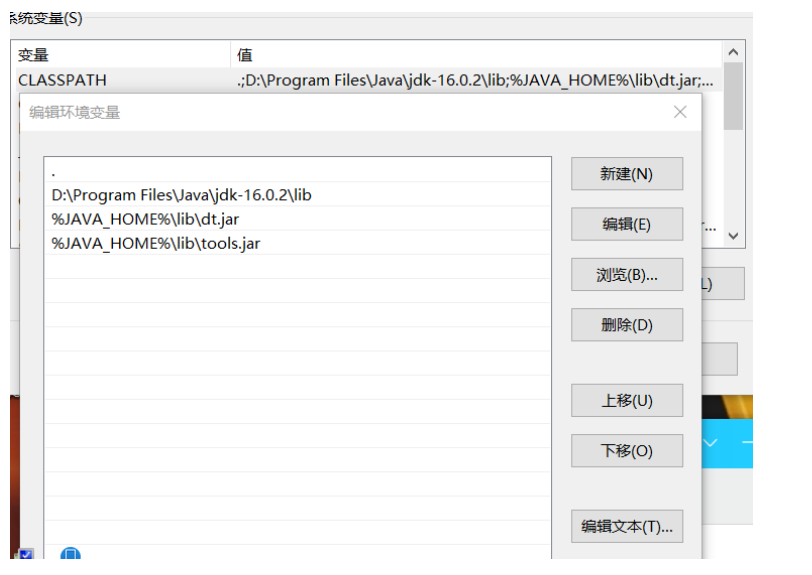 系统变量(S)
变量 值
CLASSPATH .;D:\Program Files\Java\jdk-16.0.2\lib;%JAVA_HOME%\lib\dt.jar;...
编辑环境变量
.
D:\Program Files\Java\jdk-16.0.2\lib
%JAVA_HOME%\lib\dt.jar
%JAVA_HOME%\lib\tools.jar
新建(N)
编辑(E)
浏览(B)...
删除(D)
上移(U)
下移(O)
编辑文本(T)...
...
L)